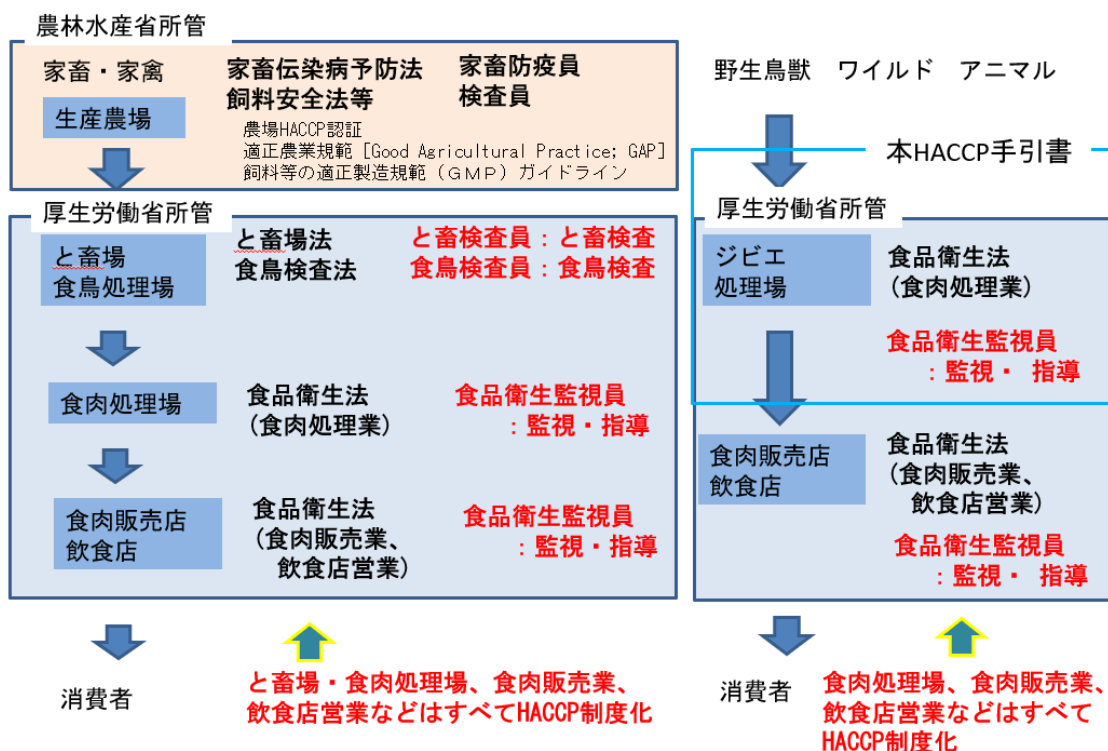 農林水産省所管
家畜・家禽
生産農場
家畜伝染病予防法
飼料安全法等
家畜防疫員
検査員
農場HACCP認証
適正農業規範［Good Agricultural Practice; GAP］
飼料等の適正製造規範（ＧＭＰ）ガイドライン
厚生労働省所管
と畜場
食鳥処理場
と畜場法
食鳥検査法
と畜検査員：と畜検査
食鳥検査員：食鳥検査
食肉処理場
食品衛生法
(食肉処理業)
食品衛生監視員
：監視・指導
食肉販売店
飲食店
食品衛生法
(食肉販売業、
飲食店営業)
食品衛生監視員
：監視・指導
消費者
と畜場・食肉処理場、食肉販売業、
飲食店営業などはすべてHACCP制度化
野生鳥獣　ワイルド　アニマル
本HACCP手引書
厚生労働省所管
ジビエ
処理場
食品衛生法
(食肉処理業)
食品衛生監視員
：監視・ 指導
食肉販売店
飲食店
食品衛生法
(食肉販売業、
飲食店営業)
食品衛生監視員
：監視・ 指導
消費者
食肉処理場、食肉販売業、
飲食店営業などはすべて
HACCP制度化